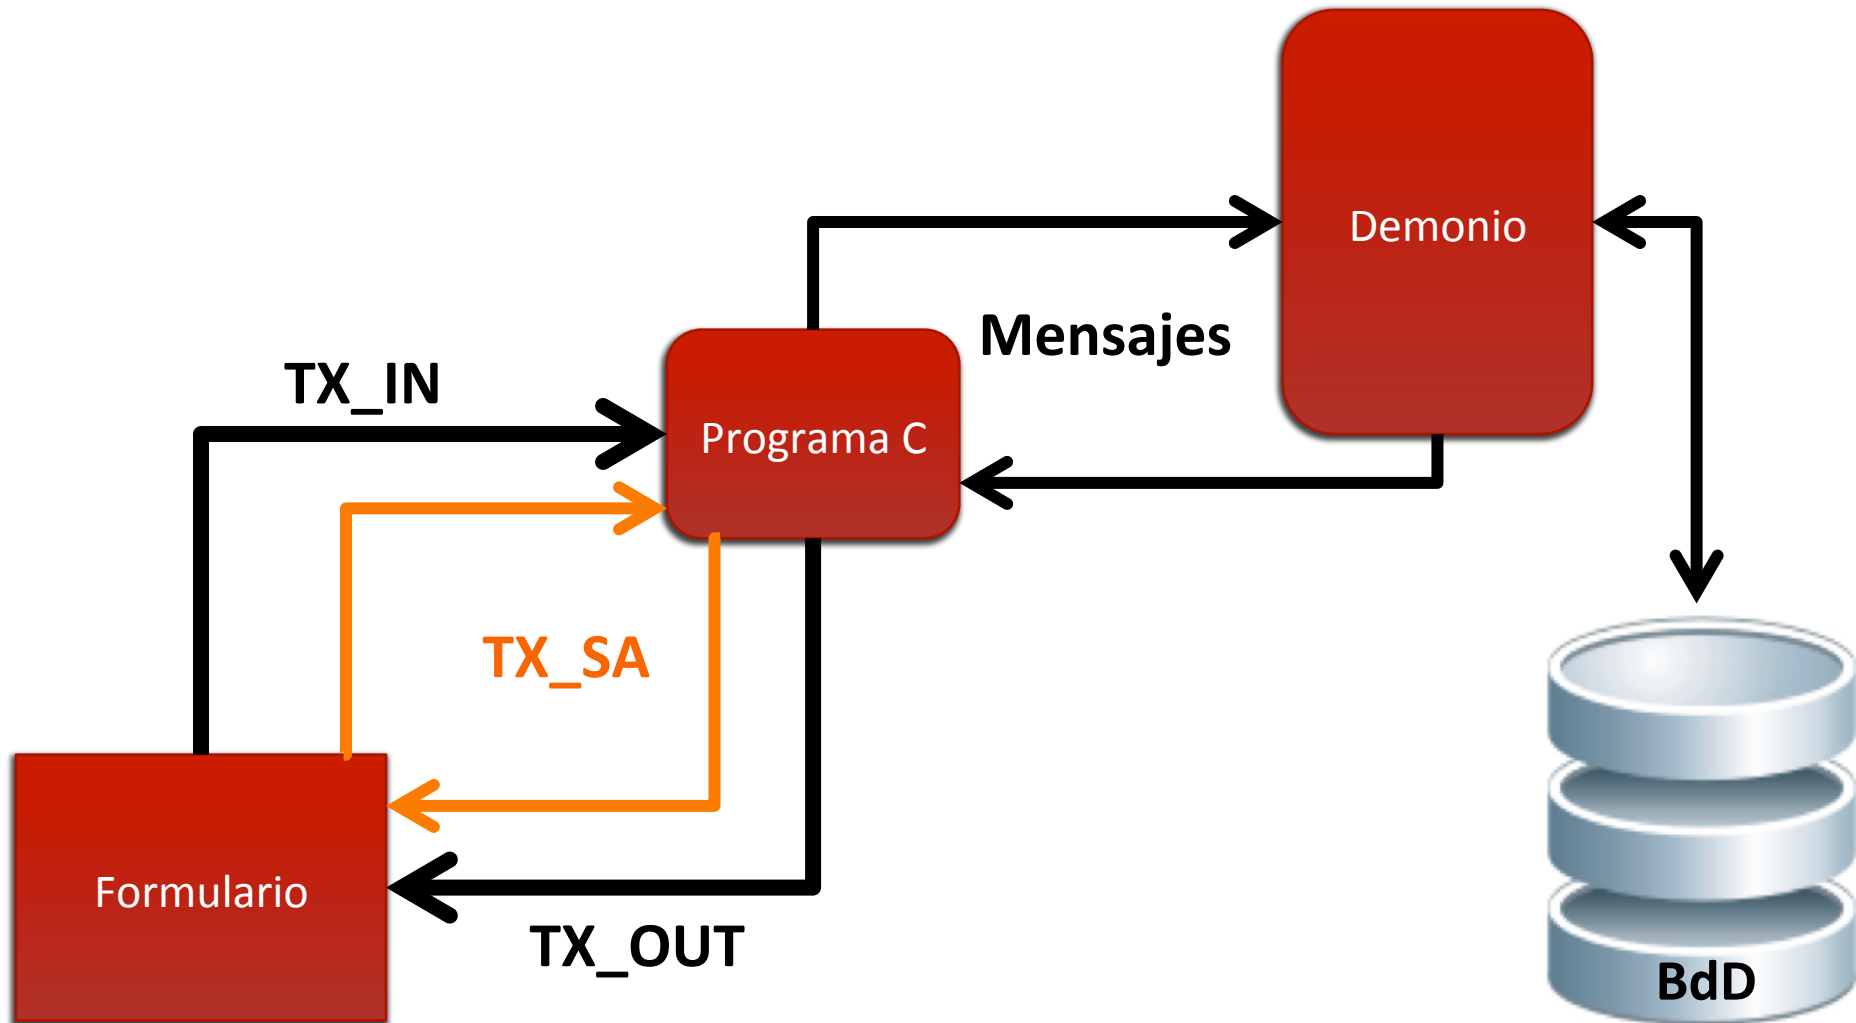 Demonio
Mensajes
TX_IN
Programa C
TX_SA
Formulario
TX_OUT
BdD